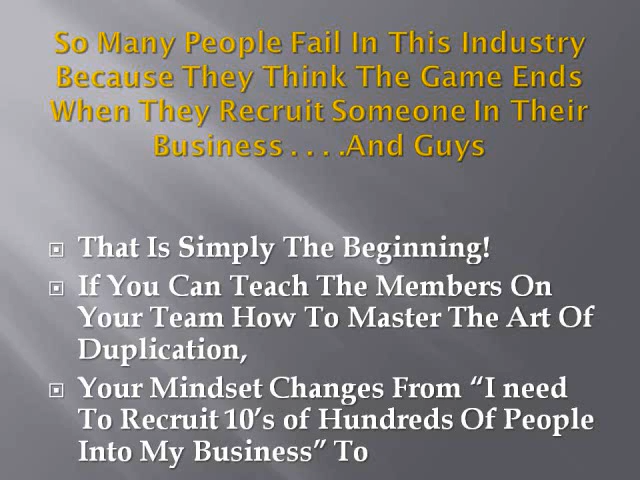 So Many People Fail In This Industry
Because They Think The Game Ends
When They Recruit Someone In Their
Business . . . .And Guys
That Is Simply The Beginning!
If You Can Teach The Members On
Your Team How To Master The Art Of
Duplication,
Your Mindset Changes From “I need
To Recruit 10’s of Hundreds Of People
Into My Business” To